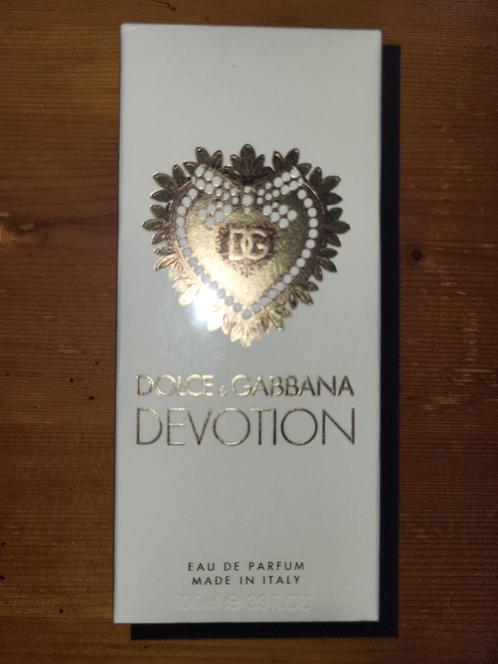 DG
DOLCE & GABBANA
DEVOTION
EAU DE PARFUM
MADE IN ITALY
100ml ℮ 3.3 FL.OZ.